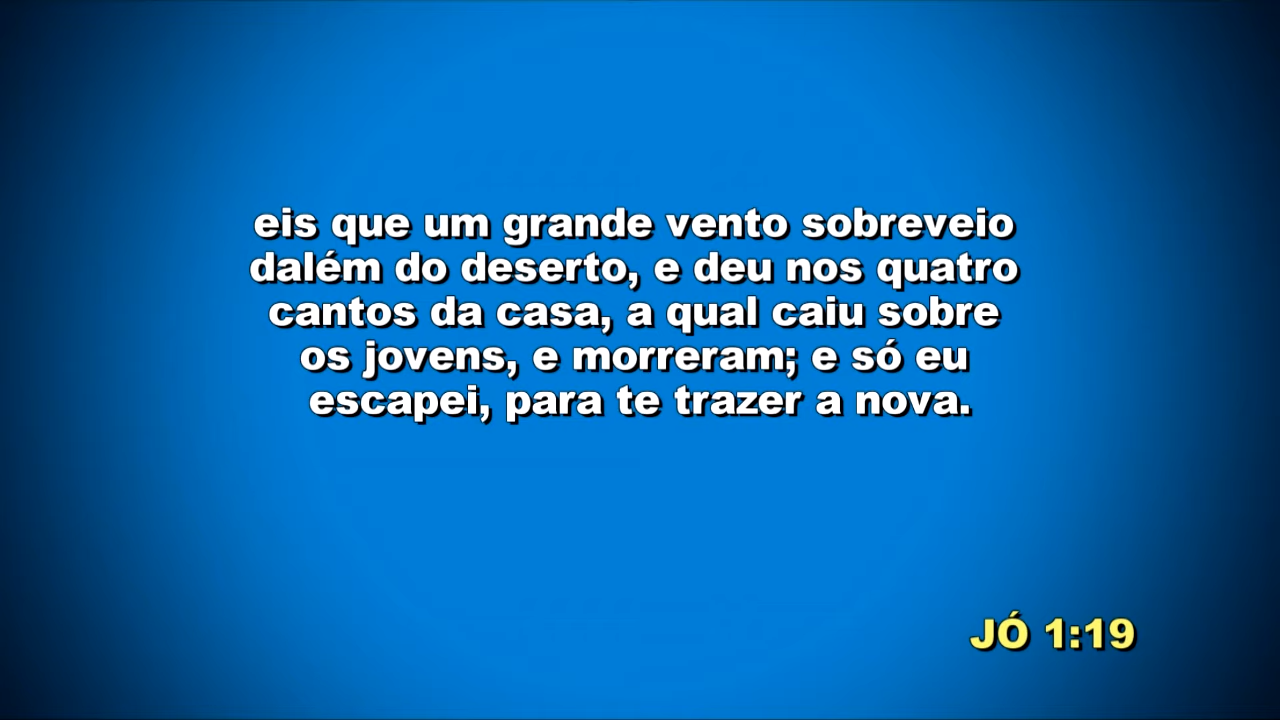 eis que um grande vento sobreveio
dalém do deserto, e deu nos quatro
cantos da casa, a qual caiu sobre
os jovens, e morreram; e só eu
escapei, para te trazer a nova.
JÓ 1:19